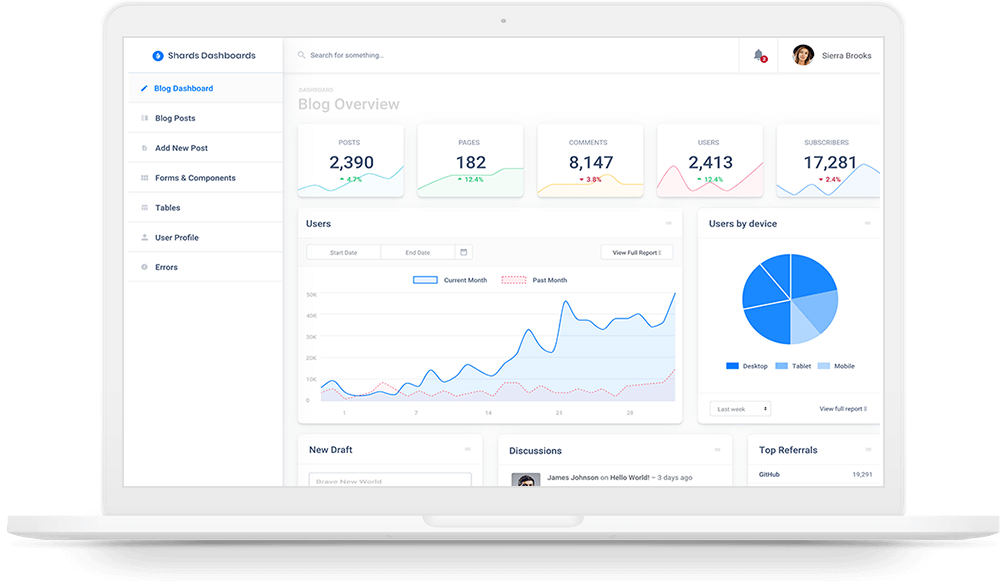 Shards Dashboards
Search for something...
3
Sierra Brooks
Blog Dashboard
Blog Posts
Add New Post
Forms & Components
Tables
User Profile
Errors
DASHBOARD
Blog Overview
POSTS
2,390
4.7%
PAGES
182
12.4%
COMMENTS
8,147
3.8%
USERS
2,413
12.4%
SUBSCRIBERS
17,281
2.4%
Users
Start Date
End Date
View Full Report
Current Month
Past Month
50K
40K
30K
20K
10K
0
1
7
14
21
28
Users by device
Desktop
Tablet
Mobile
Last week
View full report
New Draft
Brave New World
Discussions
James Johnson on Hello World! – 3 days ago
Top Referrals
GitHub 19,291